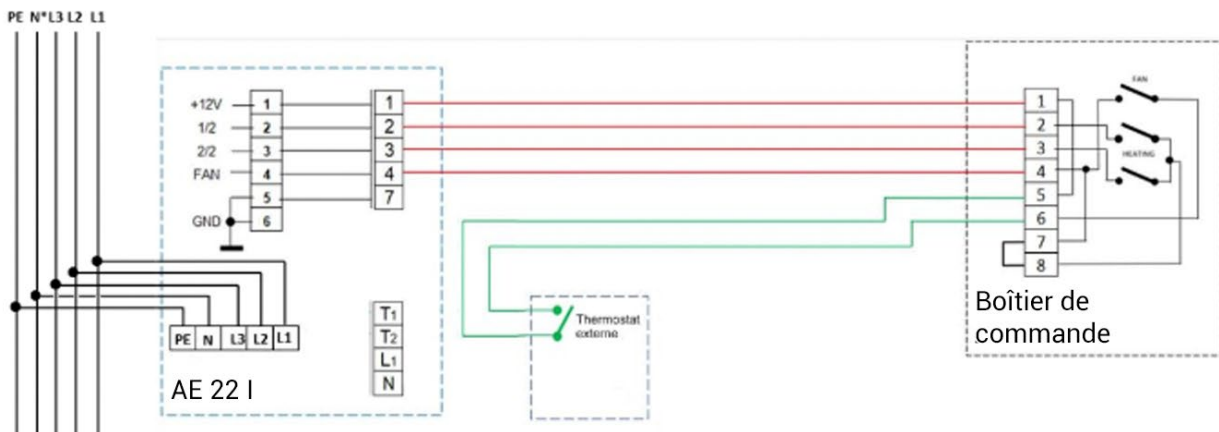 PE N* L3 L2 L1
+12V 1 1
1/2 2 2
2/2 3 3
FAN 4 4
5 7
GND 6
PE N L3 L2 L1
T1
T2
L1
N
AE 22 I
Thermostat
externe
1
2
3
4
5
6
7
8
FAN
HEATING
Boîtier de
commande